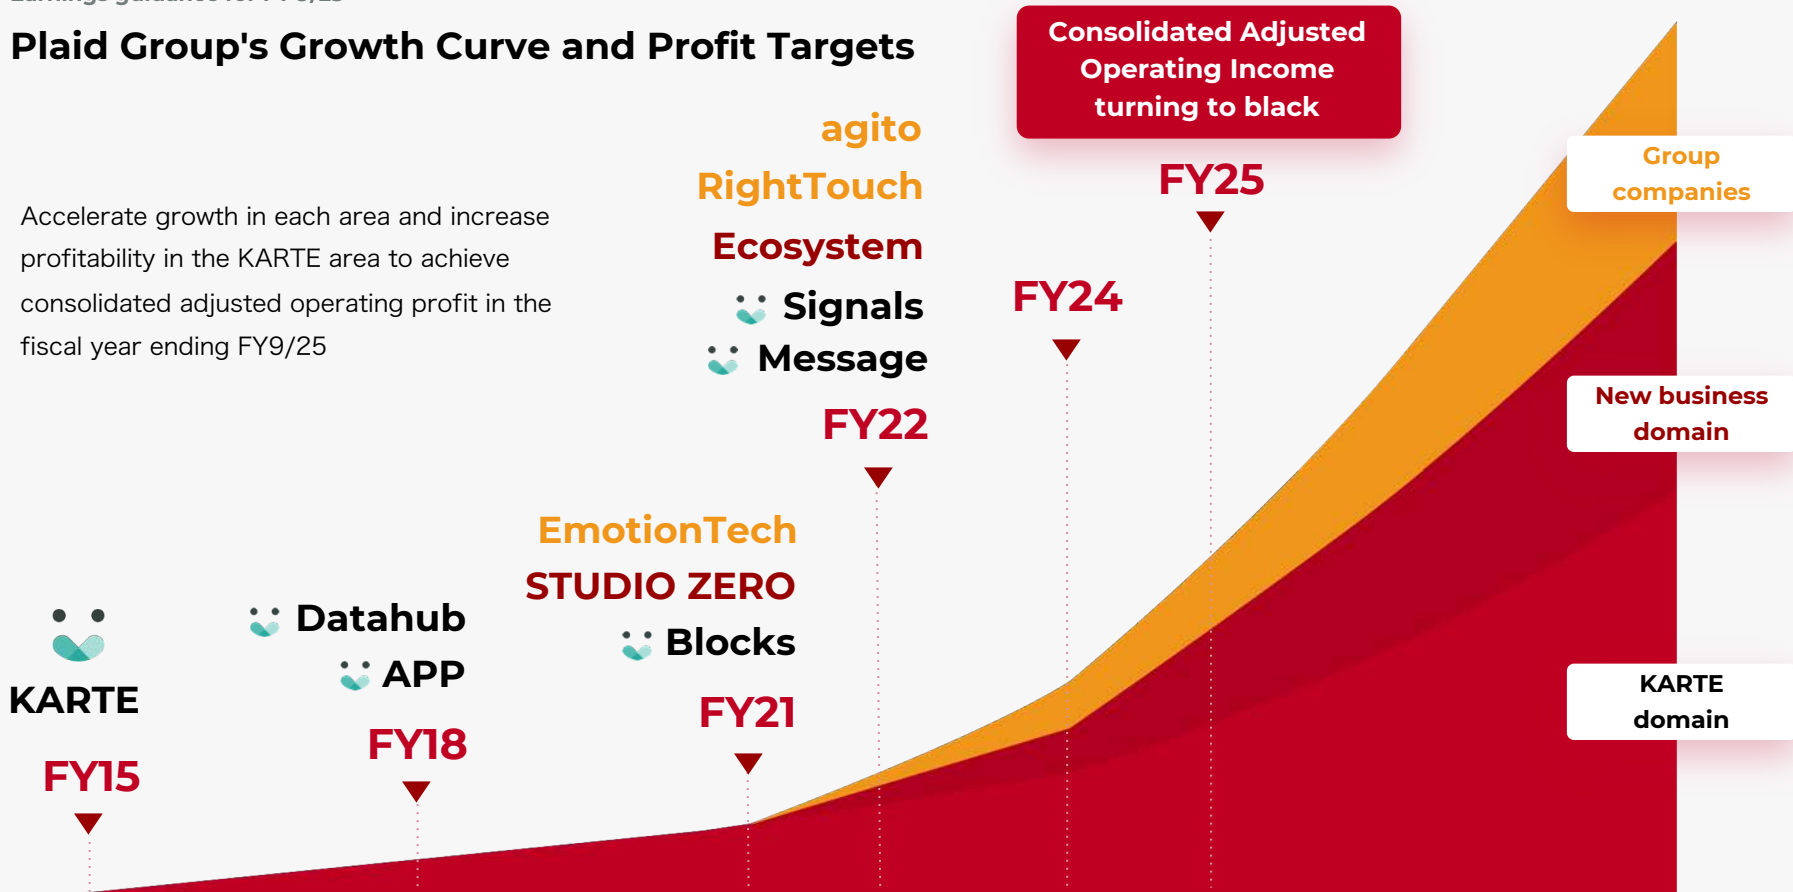 Plaid Group's Growth Curve and Profit Targets
Accelerate growth in each area and increase
profitability in the KARTE area to achieve
consolidated adjusted operating profit in the
fiscal year ending FY9/25
KARTE
FY15
Datahub
APP
FY18
EmotionTech
STUDIO ZERO
Blocks
FY21
agito
RightTouch
Ecosystem
Signals
Message
FY22
FY24
Consolidated Adjusted
Operating Income
turning to black
FY25
Group
companies
New business
domain
KARTE
domain